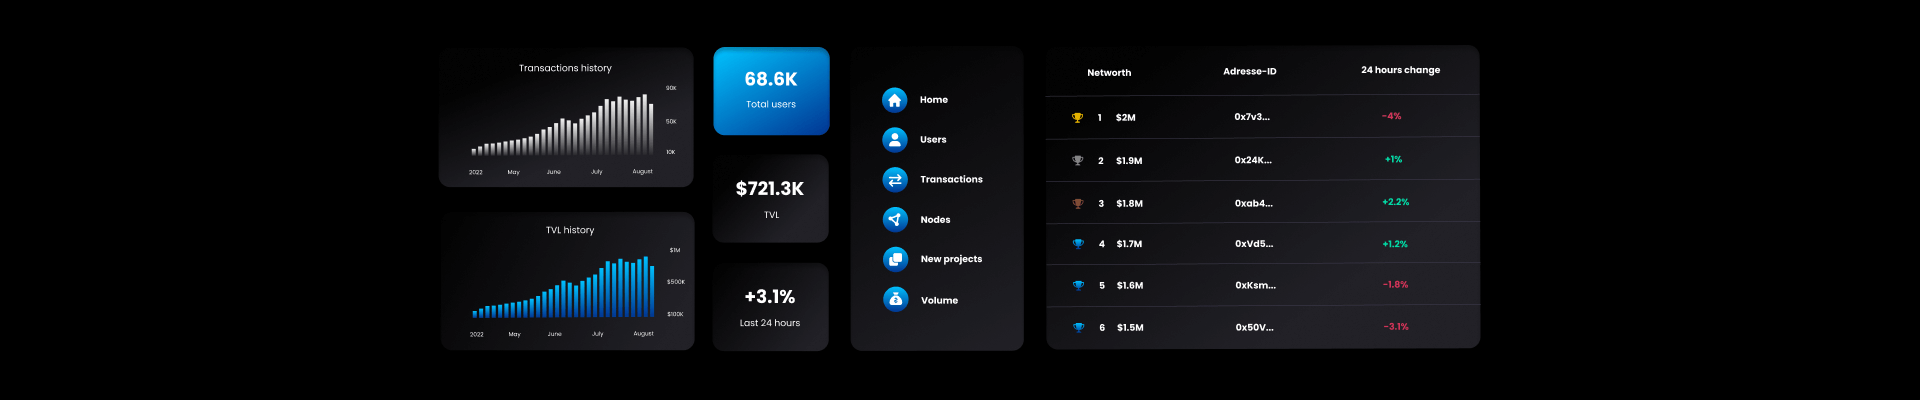 Transactions history
90K
50K
10K
2022 May June July August
TVL history
$1M
$500K
$100K
2022 May June July August
68.6K
Total users
$721.3K
TVL
+3.1%
Last 24 hours
Home
Users
Transactions
Nodes
New projects
Volume
Networth Adresse-ID 24 hours change
1 $2M 0x7v3... -4%
2 $1.9M 0x24K... +1%
3 $1.8M 0xab4... +2.2%
4 $1.7M 0xVd5... +1.2%
5 $1.6M 0xKsm... -1.8%
6 $1.5M 0x50V... -3.1%